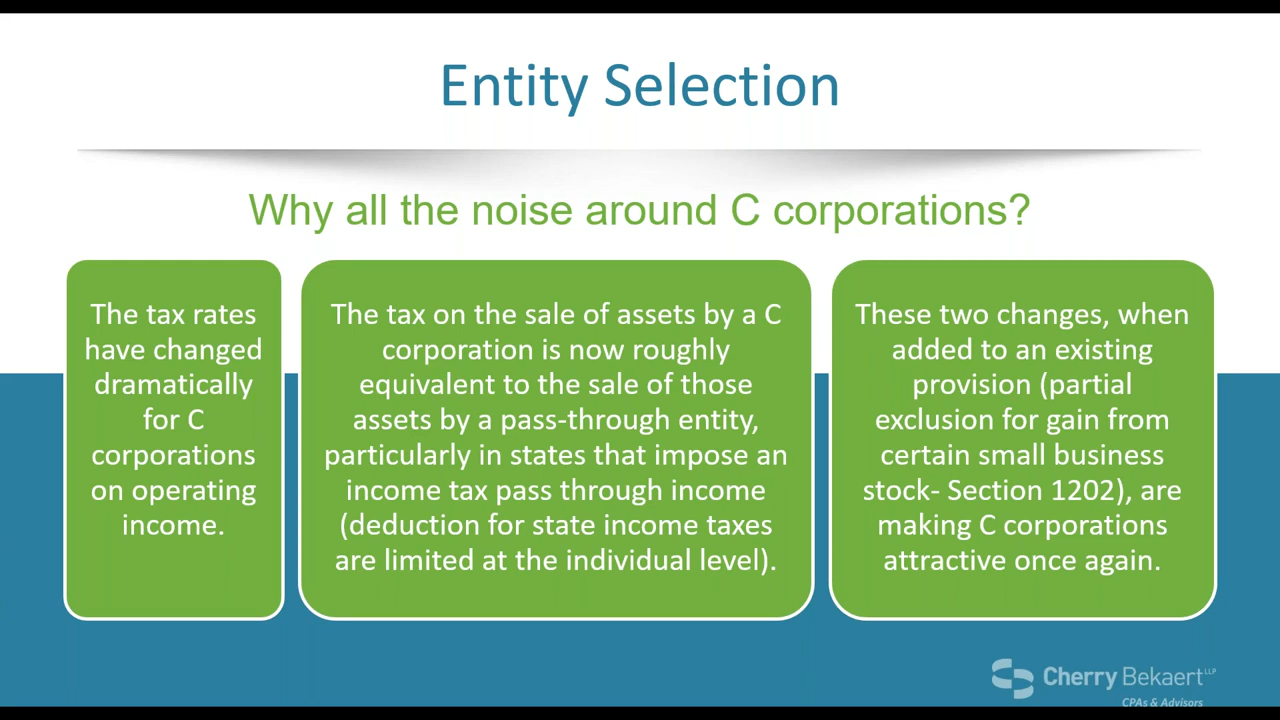 Entity Selection
Why all the noise around C corporations?
The tax rates
have changed
dramatically
for C
corporations
on operating
income.
The tax on the sale of assets by a C
corporation is now roughly
equivalent to the sale of those
assets by a pass-through entity,
particularly in states that impose an
income tax pass through income
(deduction for state income taxes
are limited at the individual level).
These two changes, when
added to an existing
provision (partial
exclusion for gain from
certain small business
stock- Section 1202), are
making C corporations
attractive once again.
Cherry Bekaert LLP
CPAs & Advisors